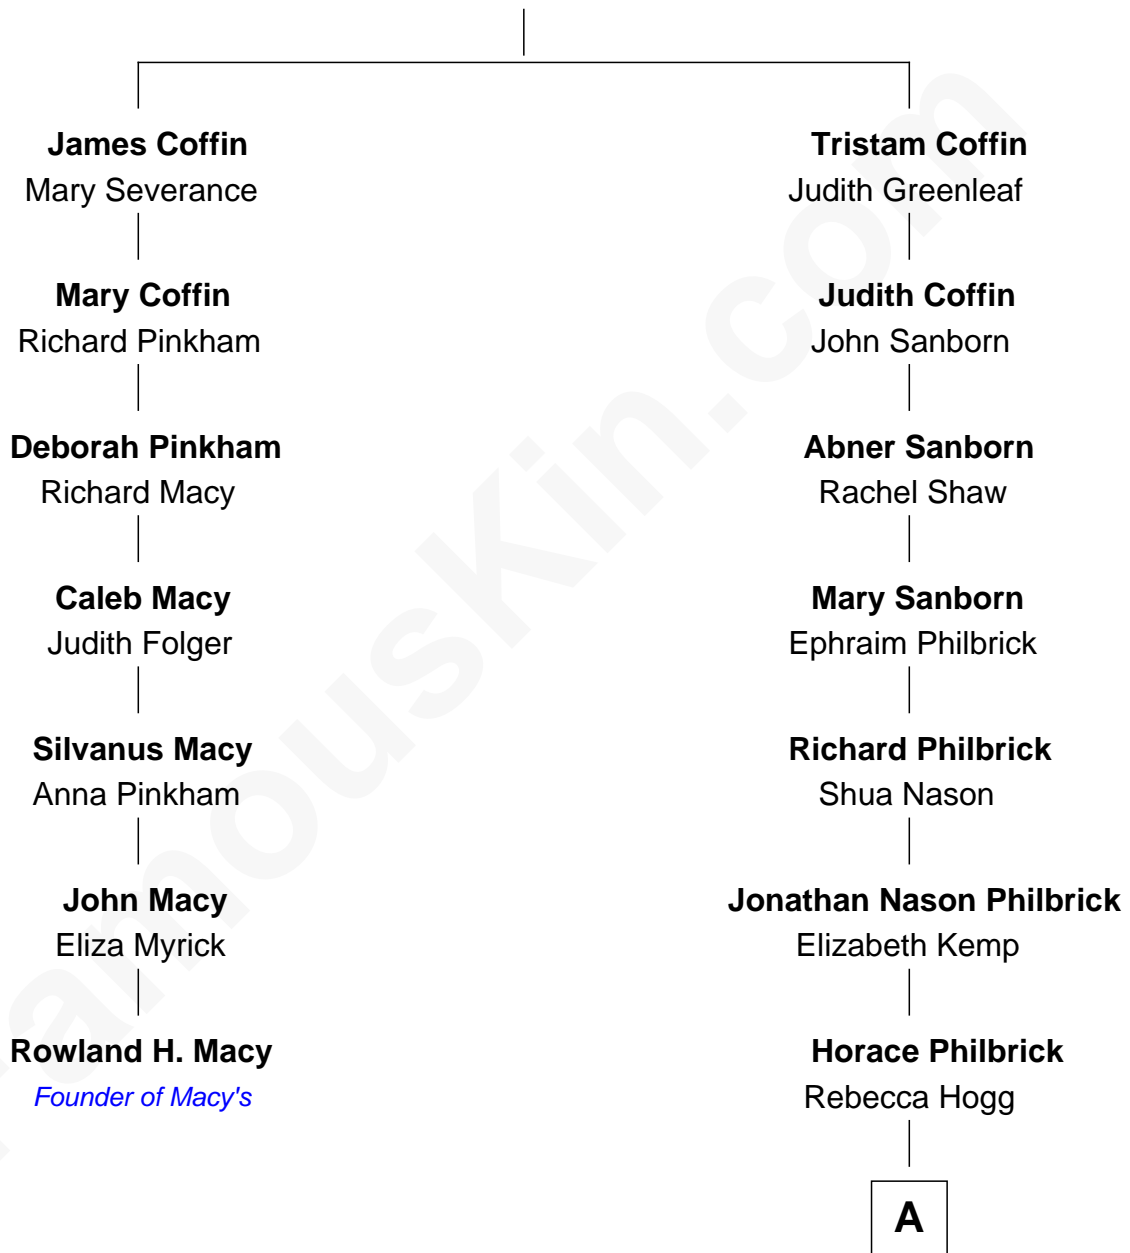 James Coffin
Mary Severance
Mary Coffin
Richard Pinkham
Deborah Pinkham
Richard Macy
Caleb Macy
Judith Folger
Silvanus Macy
Anna Pinkham
John Macy
Eliza Myrick
Rowland H. Macy
Founder of Macy's
Tristam Coffin
Judith Greenleaf
Judith Coffin
John Sanborn
Abner Sanborn
Rachel Shaw
Mary Sanborn
Ephraim Philbrick
Richard Philbrick
Shua Nason
Jonathan Nason Philbrick
Elizabeth Kemp
Horace Philbrick
Rebecca Hogg
A
FamousKin.com